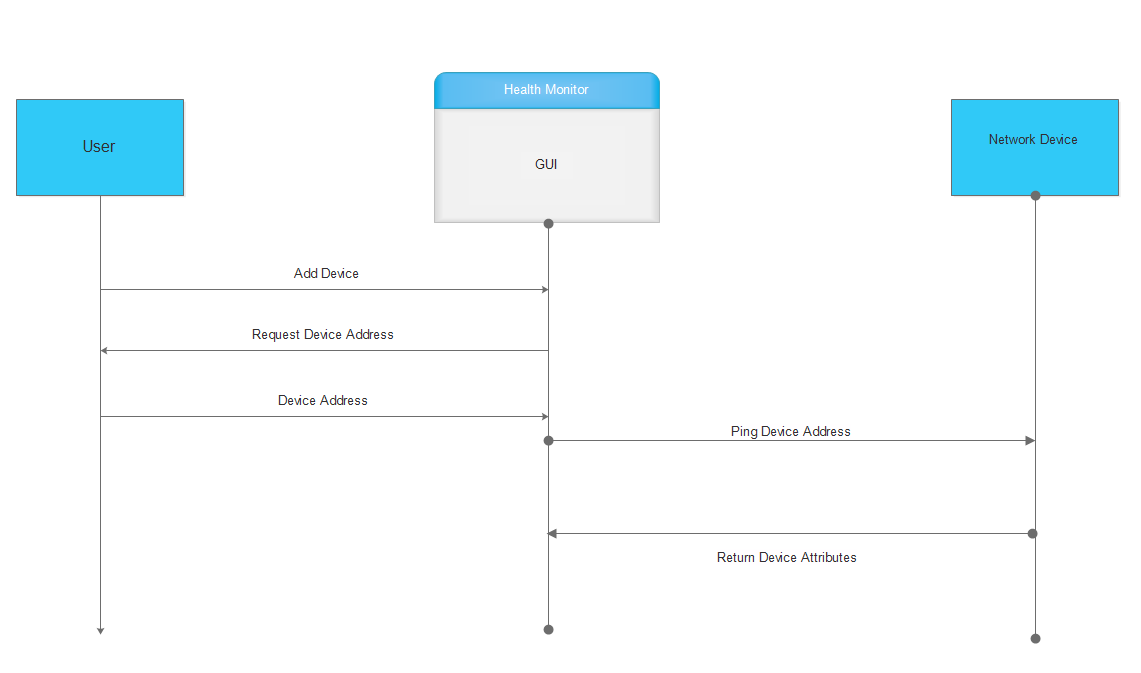 Health Monitor
User
GUI
Network Device
Add Device
Request Device Address
Device Address
Ping Device Address
Return Device Attributes